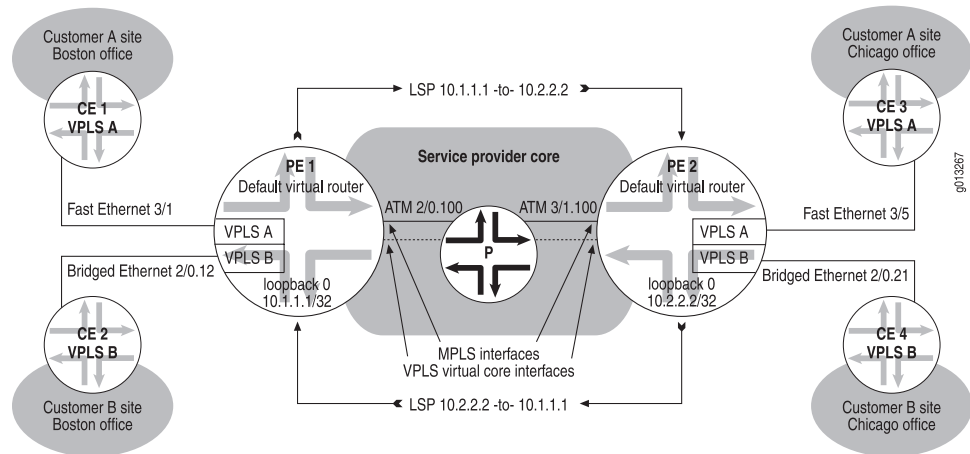 Customer A site
Boston office
CE 1
VPLS A
Fast Ethernet 3/1
Bridged Ethernet 2/0.12
CE 2
VPLS B
Customer B site
Boston office
LSP 10.1.1.1 -to- 10.2.2.2
Service provider core
PE 1
Default virtual router
VPLS A
VPLS B
loopback 0
10.1.1.1/32
ATM 2/0.100
ATM 3/1.100
P
MPLS interfaces
VPLS virtual core interfaces
LSP 10.2.2.2 -to- 10.1.1.1
PE 2
Default virtual router
VPLS A
VPLS B
loopback 0
10.2.2.2/32
Customer A site
Chicago office
CE 3
VPLS A
Fast Ethernet 3/5
Bridged Ethernet 2/0.21
CE 4
VPLS B
Customer B site
Chicago office
g013267